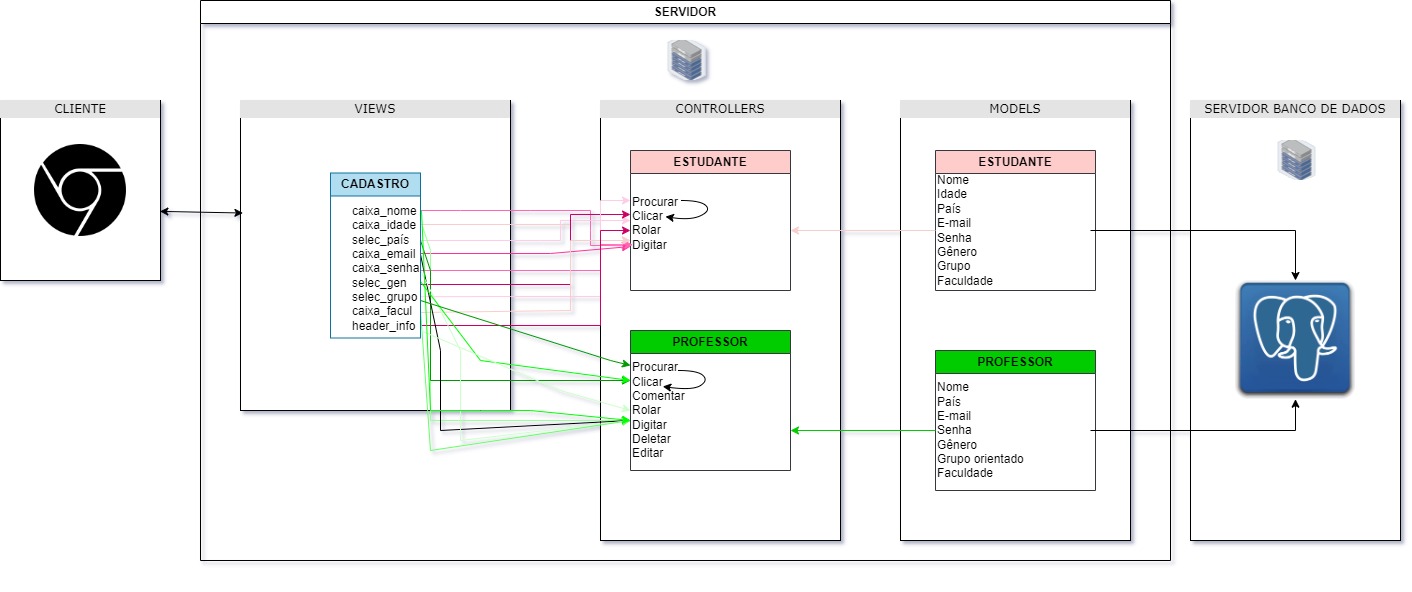 SERVIDOR
CLIENTE
VIEWS
CADASTRO
caixa_nome
caixa_idade
selec_país
caixa_email
caixa_senha
selec_gen
selec_grupo
caixa_facul
header_info
CONTROLLERS
ESTUDANTE
Procurar
Clicar
Rolar
Digitar
PROFESSOR
Procurar
Clicar
Comentar
Rolar
Digitar
Deletar
Editar
MODELS
ESTUDANTE
Nome
Idade
País
E-mail
Senha
Gênero
Grupo
Faculdade
PROFESSOR
Nome
País
E-mail
Senha
Gênero
Grupo orientado
Faculdade
SERVIDOR BANCO DE DADOS